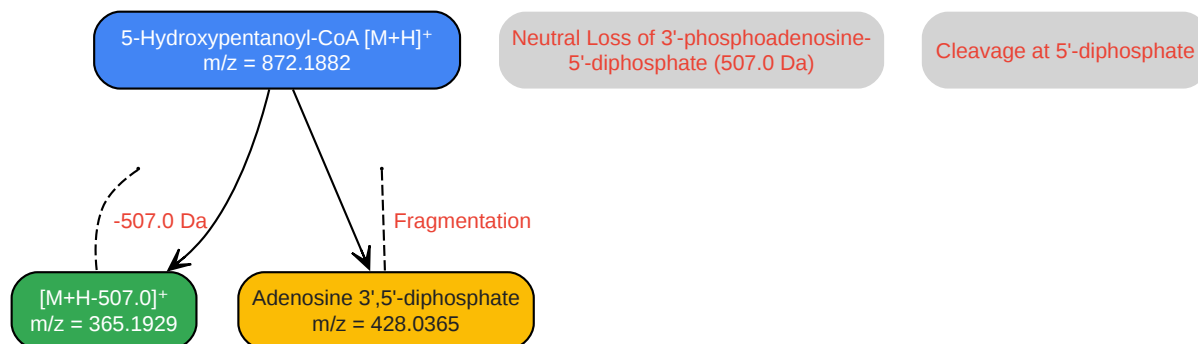 5-Hydroxypentanoyl-CoA [M+H]⁺
m/z = 872.1882
Neutral Loss of 3'-phosphoadenosine-
5'-diphosphate (507.0 Da)
Cleavage at 5'-diphosphate
-507.0 Da
Fragmentation
[M+H-507.0]⁺
m/z = 365.1929
Adenosine 3',5'-diphosphate
m/z = 428.0365